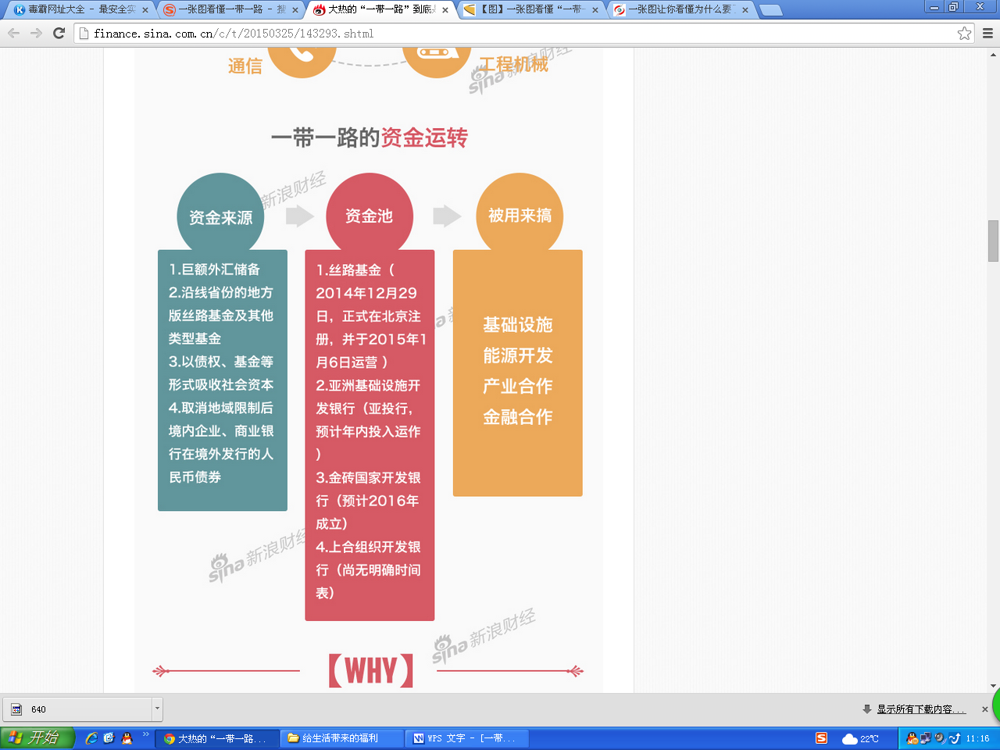 毒霸网址大全 - 最安全实
一张图看懂一带一路 - 搜
大热的“一带一路”到底
【图】一张图看懂“一带一
一张图让你看懂为什么要
finance.sina.com.cn/c/t/20150325/143293.shtml
通信
工程机械
sina新浪财经
一带一路的资金运转
新浪财经
资金来源
资金池
被用来搞
1.巨额外汇储备
2.沿线省份的地方
版丝路基金及其他
类型基金
3.以债权、基金等
形式吸收社会资本
4.取消地域限制后
境内企业、商业银
行在境外发行的人
民币债券
1.丝路基金（
2014年12月29
日，正式在北京注
册，并于2015年1
月6日运营 ）
2.亚洲基础设施开
发银行（亚投行，
预计年内投入运作
）
3.金砖国家开发银
行（预计2016年
成立）
4.上合组织开发银
行（尚无明确时间
表）
基础设施
能源开发
产业合作
金融合作
sina新浪财经
sina新浪财经
【WHY】
640
显示所有下载内容...
开始
大热的“一带一路...
给生活带来的福利
WPS 文字 - [一带...
22℃
11:16